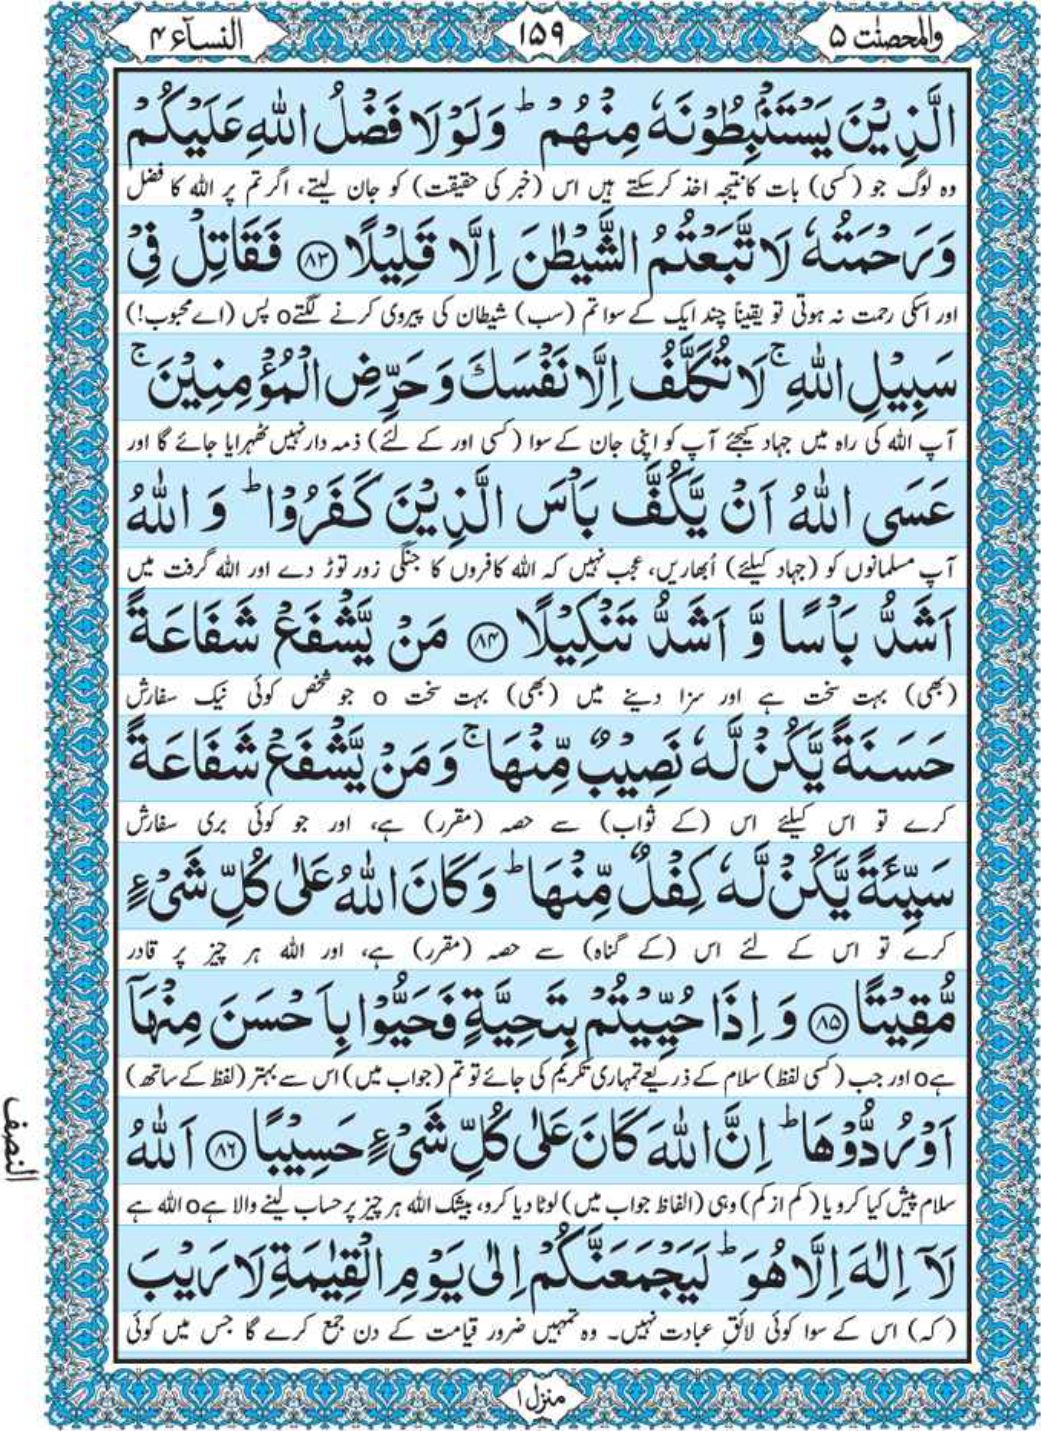 والمحصنت ۵
١۵۹
النسآء ۴
الَّذِيْنَ يَسْتَنْۢبِطُوْنَهٗ مِنْهُمْ ؕ وَلَوْلَا فَضْلُ اللّٰهِ عَلَيْكُمْ
وہ لوگ جو (کسی) بات کا نتیجہ اخذ کرسکتے ہیں اس (خبر کی حقیقت) کو جان لیتے، اگر تم پر اللہ کا فضل
وَرَحْمَتُهٗ لَاتَّبَعْتُمُ الشَّيْطٰنَ اِلَّا قَلِيْلًا ﴿۸۳﴾ فَقَاتِلْ فِيْ
اور اسکی رحمت نہ ہوتی تو یقیناً چند ایک کے سوا تم (سب) شیطان کی پیروی کرنے لگتےo پس (اے محبوب!)
سَبِيْلِ اللّٰهِ ۚ لَا تُكَلَّفُ اِلَّا نَفْسَكَ وَحَرِّضِ الْمُؤْمِنِيْنَ ۚ
آپ اللہ کی راہ میں جہاد کیجئے آپ کو اپنی جان کے سوا (کسی اور کے لئے) ذمہ دار نہیں ٹھہرایا جائے گا اور
عَسَى اللّٰهُ اَنْ يَّكُفَّ بَاْسَ الَّذِيْنَ كَفَرُوْا ؕ وَ اللّٰهُ
آپ مسلمانوں کو (جہاد کیلئے) اُبھاریں، عجب نہیں کہ اللہ کافروں کا جنگی زور توڑ دے اور اللہ گرفت میں
اَشَدُّ بَاْسًا وَّ اَشَدُّ تَنْكِيْلًا ﴿۸۴﴾ مَنْ يَّشْفَعْ شَفَاعَةً
(بھی) بہت سخت ہے اور سزا دینے میں (بھی) بہت سخت o جو شخص کوئی نیک سفارش
حَسَنَةً يَّكُنْ لَّهٗ نَصِيْبٌ مِّنْهَا ۚ وَمَنْ يَّشْفَعْ شَفَاعَةً
کرے تو اس کیلئے اس (کے ثواب) سے حصہ (مقرر) ہے، اور جو کوئی بری سفارش
سَيِّئَةً يَّكُنْ لَّهٗ كِفْلٌ مِّنْهَا ؕ وَكَانَ اللّٰهُ عَلٰى كُلِّ شَيْءٍ
کرے تو اس کے لئے اس (کے گناہ) سے حصہ (مقرر) ہے، اور اللہ ہر چیز پر قادر
مُّقِيْتًا ﴿۸۵﴾ وَ اِذَا حُيِّيْتُمْ بِتَحِيَّةٍ فَحَيُّوْا بِاَحْسَنَ مِنْهَاۤ
ہےo اور جب (کسی لفظ) سلام کے ذریعے تمہاری تکریم کی جائے تو تم (جواب میں) اس سے بہتر (لفظ کے ساتھ)
اَوْ رُدُّوْهَا ؕ اِنَّ اللّٰهَ كَانَ عَلٰى كُلِّ شَيْءٍ حَسِيْبًا ﴿۸۶﴾ اَللّٰهُ
سلام پیش کیا کرو یا (کم از کم) وہی (الفاظ جواب میں) لوٹا دیا کرو، بیشک اللہ ہر چیز پر حساب لینے والا ہےo اللہ ہے
النصف
لَاۤ اِلٰهَ اِلَّا هُوَ ؕ لَيَجْمَعَنَّكُمْ اِلٰى يَوْمِ الْقِيٰمَةِ لَا رَيْبَ
(کہ) اس کے سوا کوئی لائقِ عبادت نہیں۔ وہ تمہیں ضرور قیامت کے دن جمع کرے گا جس میں کوئی
منزل ١